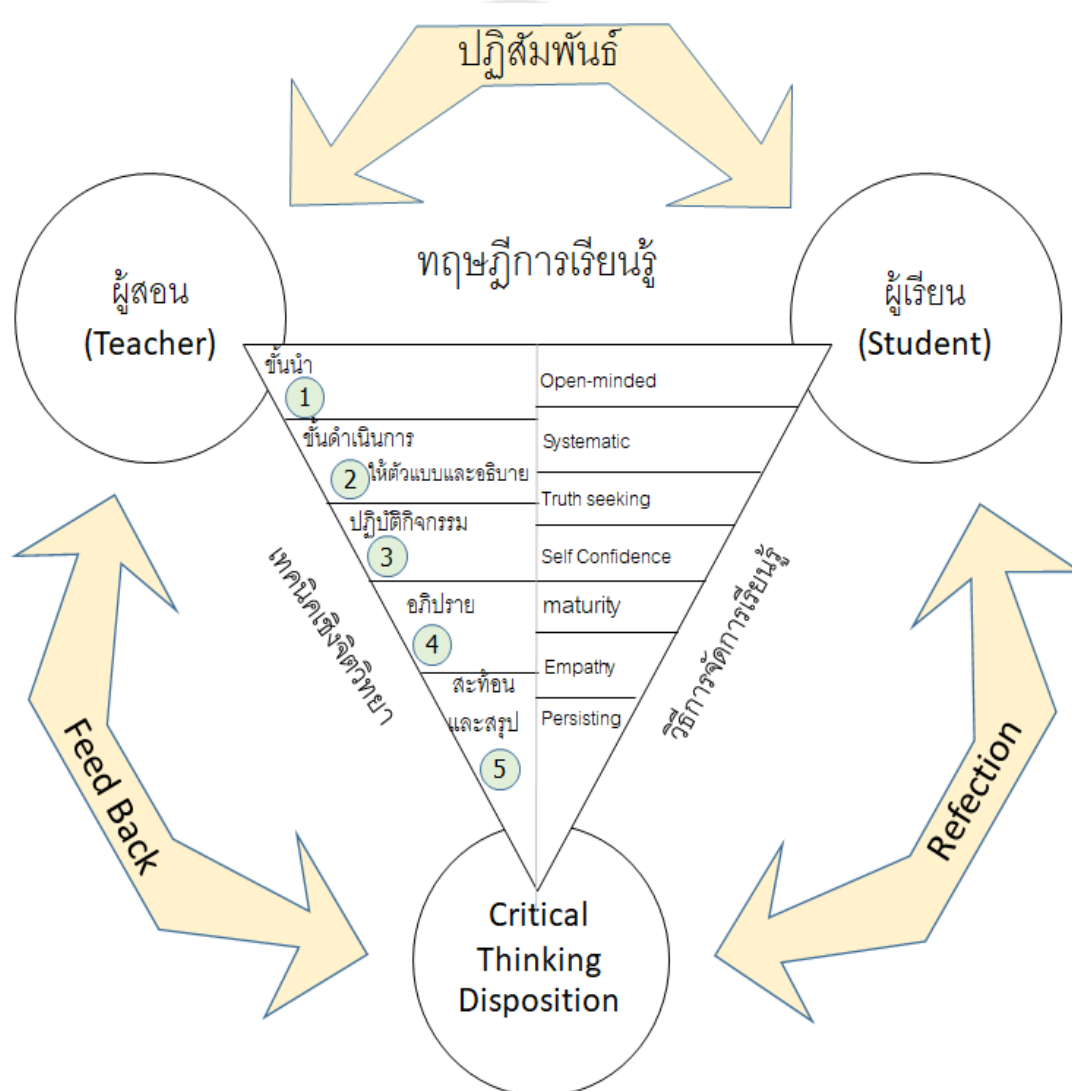 ปฏิสัมพันธ์
ทฤษฎีการเรียนรู้
ผู้สอน
(Teacher)
ผู้เรียน
(Student)
ขั้นนำ
1
ขั้นดำเนินการ
2 ให้ตัวแบบและอธิบาย
ปฏิบัติกิจกรรม
3
อภิปราย
4
สะท้อน
และสรุป
5
Open-minded
Systematic
Truth seeking
Self Confidence
maturity
Empathy
Persisting
เทคนิคเชิงจิตวิทยา
วิธีการจัดการเรียนรู้
Feed Back
Refection
Critical
Thinking
Disposition